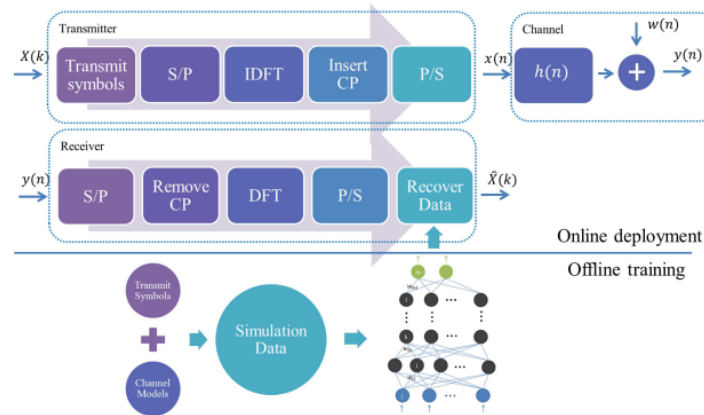 Transmitter
X(k)
Transmit
symbols
S/P
IDFT
Insert
CP
P/S
x(n)
Channel
h(n)
w(n)
+
y(n)
Receiver
y(n)
S/P
Remove
CP
DFT
P/S
Recover
Data
X̂(k)
Online deployment
Offline training
Transmit
Symbols
Channel
Models
Simulation
Data
...
...
...
...